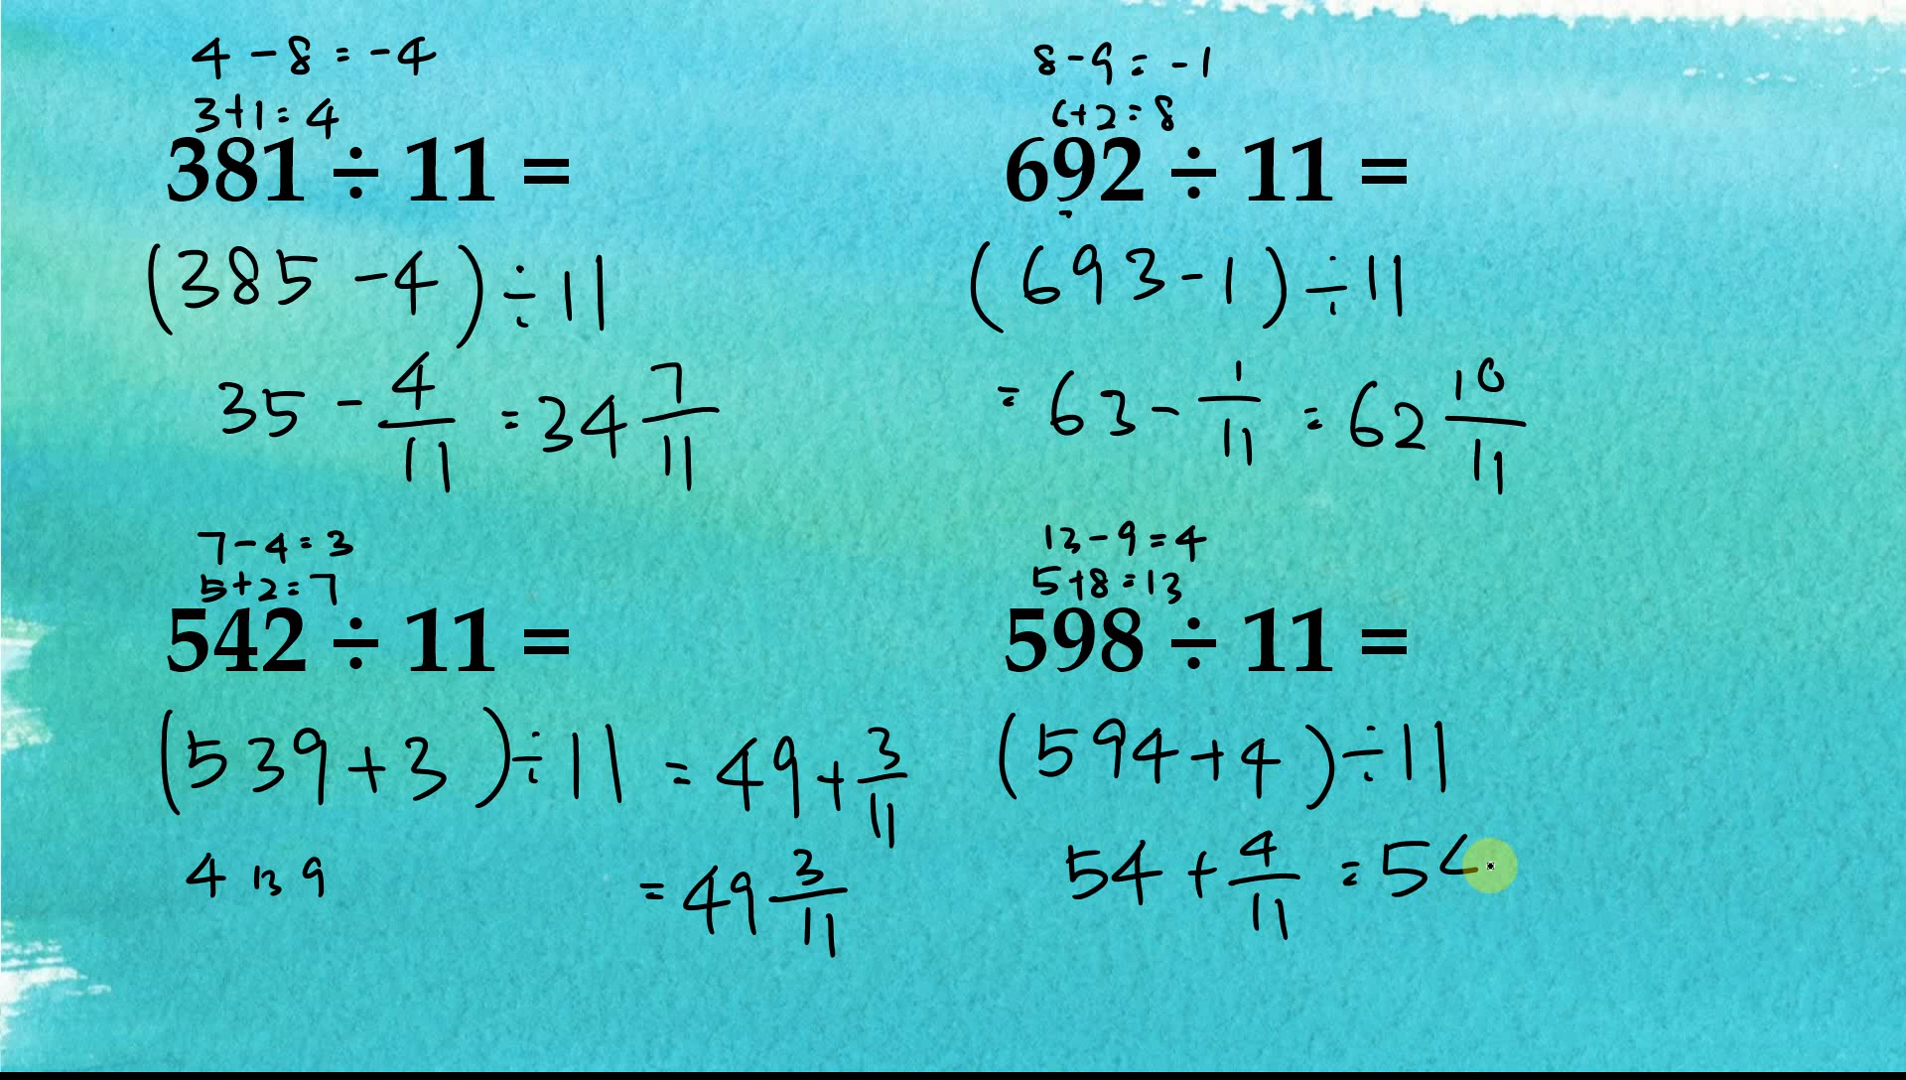 4 - 8 = -4
3+1=4
381 ÷ 11 =
(385 - 4) ÷ 11
35 - 4/11 = 34 7/11
8-9 = -1
6+2=8
692 ÷ 11 =
(693-1) ÷ 11
= 63 - 1/11 = 62 10/11
7-4=3
5+2=7
542 ÷ 11 =
(539+3) ÷ 11 = 49 + 3/11
4 13 9
= 49 3/11
13-9=4
5+8=13
598 ÷ 11 =
(594+4) ÷ 11
54 + 4/11 = 5